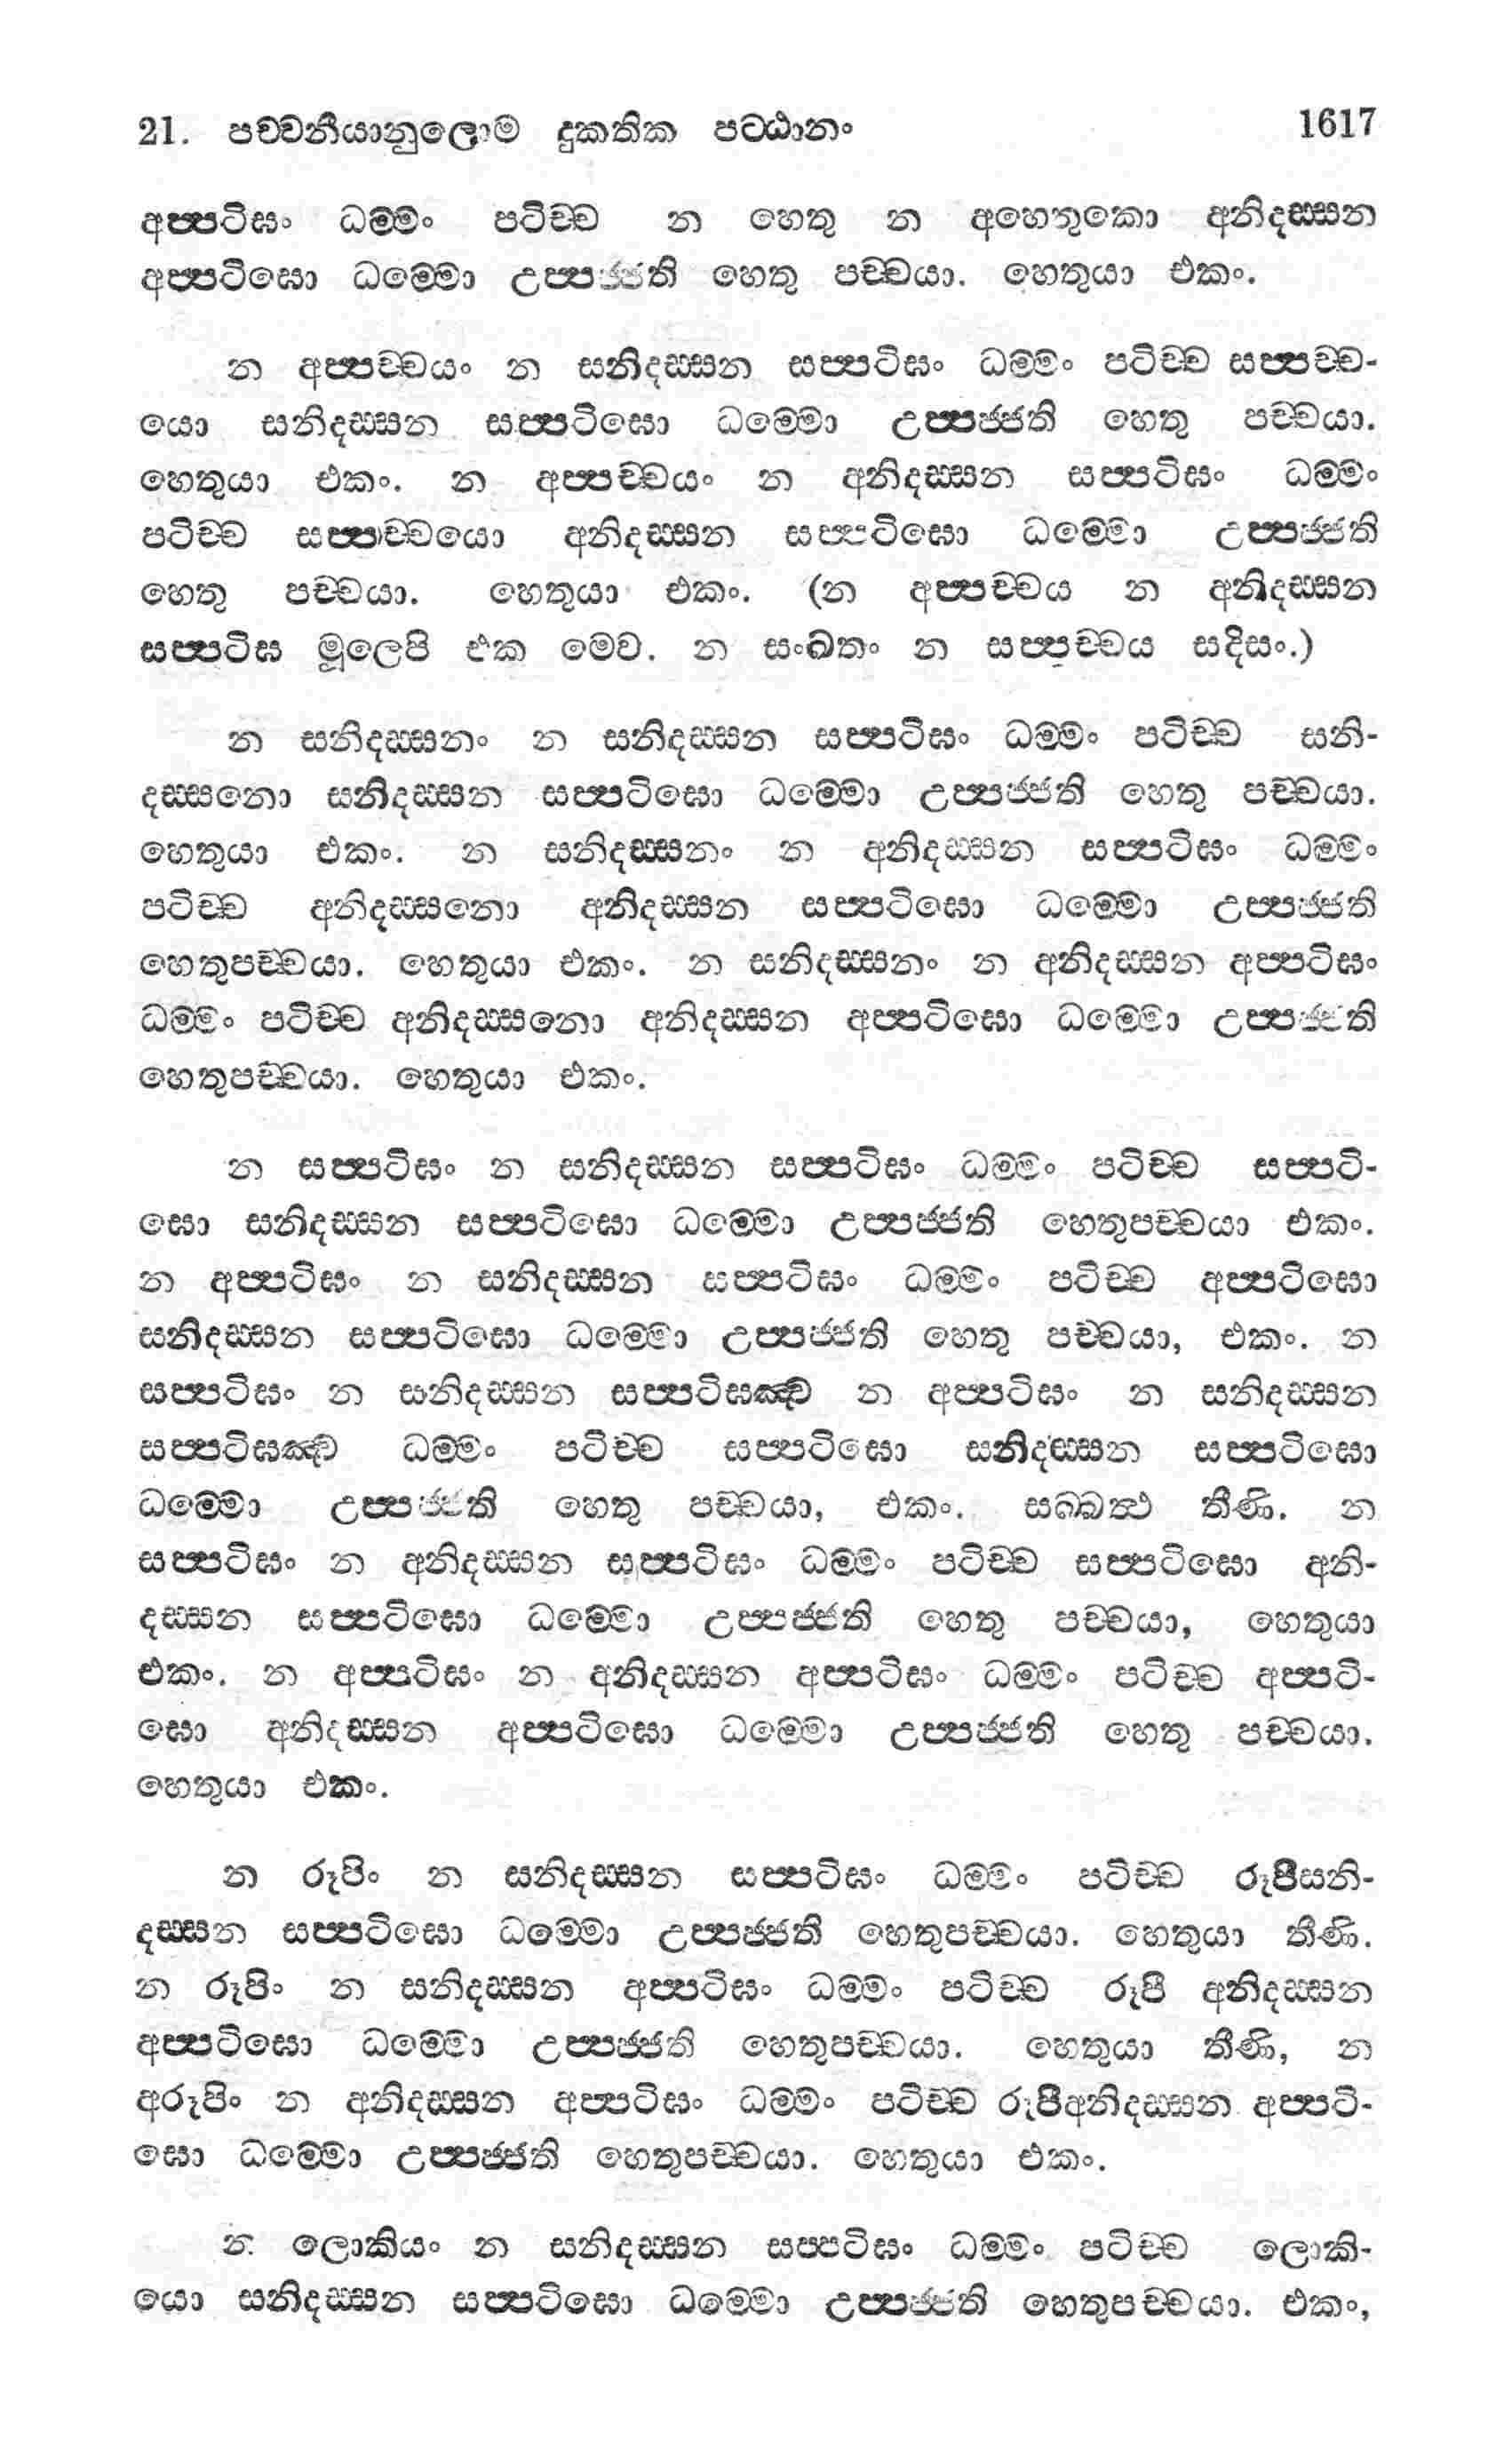 21. පච්චනීයානුලොම දුකතික පට්ඨානං 1617
අප්පටිඝං ධම්මං පටිච්ච න හෙතු න අහෙතුකො අනිදස්සන
අප්පටිඝො ධම්මො උප්පජ්ජති හෙතු පච්චයා. හෙතුයා එකං.
න අප්පච්චයං න සනිදස්සන සප්පටිඝං ධම්මං පටිච්ච සප්පච්ච-
යො සනිදස්සන සප්පටිඝො ධම්මො උප්පජ්ජති හෙතු පච්චයා.
හෙතුයා එකං. න අප්පච්චයං න අනිදස්සන සප්පටිඝං ධම්මං
පටිච්ච සප්පච්චයො අනිදස්සන සප්පටිඝො ධම්මො උප්පජ්ජති
හෙතු පච්චයා. හෙතුයා එකං. (න අප්පච්චය න අනිදස්සන
සප්පටිඝ මූලෙපි එක මෙව. න සංඛතං න සප්පච්චය සදිසං.)
න සනිදස්සනං න සනිදස්සන සප්පටිඝං ධම්මං පටිච්ච සනි-
දස්සනො සනිදස්සන සප්පටිඝො ධම්මො උප්පජ්ජති හෙතු පච්චයා.
හෙතුයා එකං. න සනිදස්සනං න අනිදස්සන සප්පටිඝං ධම්මං
පටිච්ච අනිදස්සනො අනිදස්සන සප්පටිඝො ධම්මො උප්පජ්ජති
හෙතුපච්චයා. හෙතුයා එකං. න සනිදස්සනං න අනිදස්සන අප්පටිඝං
ධම්මං පටිච්ච අනිදස්සනො අනිදස්සන අප්පටිඝො ධම්මො උප්පජ්ජති
හෙතුපච්චයා. හෙතුයා එකං.
න සප්පටිඝං න සනිදස්සන සප්පටිඝං ධම්මං පටිච්ච සප්පටි-
ඝො සනිදස්සන සප්පටිඝො ධම්මො උප්පජ්ජති හෙතුපච්චයා එකං.
න අප්පටිඝං න සනිදස්සන සප්පටිඝං ධම්මං පටිච්ච අප්පටිඝො
සනිදස්සන සප්පටිඝො ධම්මො උප්පජ්ජති හෙතු පච්චයා, එකං. න
සප්පටිඝං න සනිදස්සන සප්පටිඝඤ්ච න අප්පටිඝං න සනිදස්සන
සප්පටිඝඤ්ච ධම්මං පටිච්ච සප්පටිඝො සනිදස්සන සප්පටිඝො
ධම්මො උප්පජ්ජති හෙතු පච්චයා, එකං. සබ්බත්ථ තීණි. න
සප්පටිඝං න අනිදස්සන සප්පටිඝං ධම්මං පටිච්ච සප්පටිඝො අනි-
දස්සන සප්පටිඝො ධම්මො උප්පජ්ජති හෙතු පච්චයා, හෙතුයා
එකං. න අප්පටිඝං න අනිදස්සන අප්පටිඝං ධම්මං පටිච්ච අප්පටි-
ඝො අනිදස්සන අප්පටිඝො ධම්මො උප්පජ්ජති හෙතු පච්චයා.
හෙතුයා එකං.
න රූපිං න සනිදස්සන සප්පටිඝං ධම්මං පටිච්ච රූපීසනි-
දස්සන සප්පටිඝො ධම්මො උප්පජ්ජති හෙතුපච්චයා. හෙතුයා තීණි.
න රූපිං න සනිදස්සන අප්පටිඝං ධම්මං පටිච්ච රූපී අනිදස්සන
අප්පටිඝො ධම්මො උප්පජ්ජති හෙතුපච්චයා. හෙතුයා තීණි, න
අරූපිං න අනිදස්සන අප්පටිඝං ධම්මං පටිච්ච රූපීඅනිදස්සන අප්පටි-
ඝො ධම්මො උප්පජ්ජති හෙතුපච්චයා. හෙතුයා එකං.
න ලොකියං න සනිදස්සන සප්පටිඝං ධම්මං පටිච්ච ලොකි-
යො සනිදස්සන සප්පටිඝො ධම්මො උප්පජ්ජති හෙතුපච්චයා. එකං,